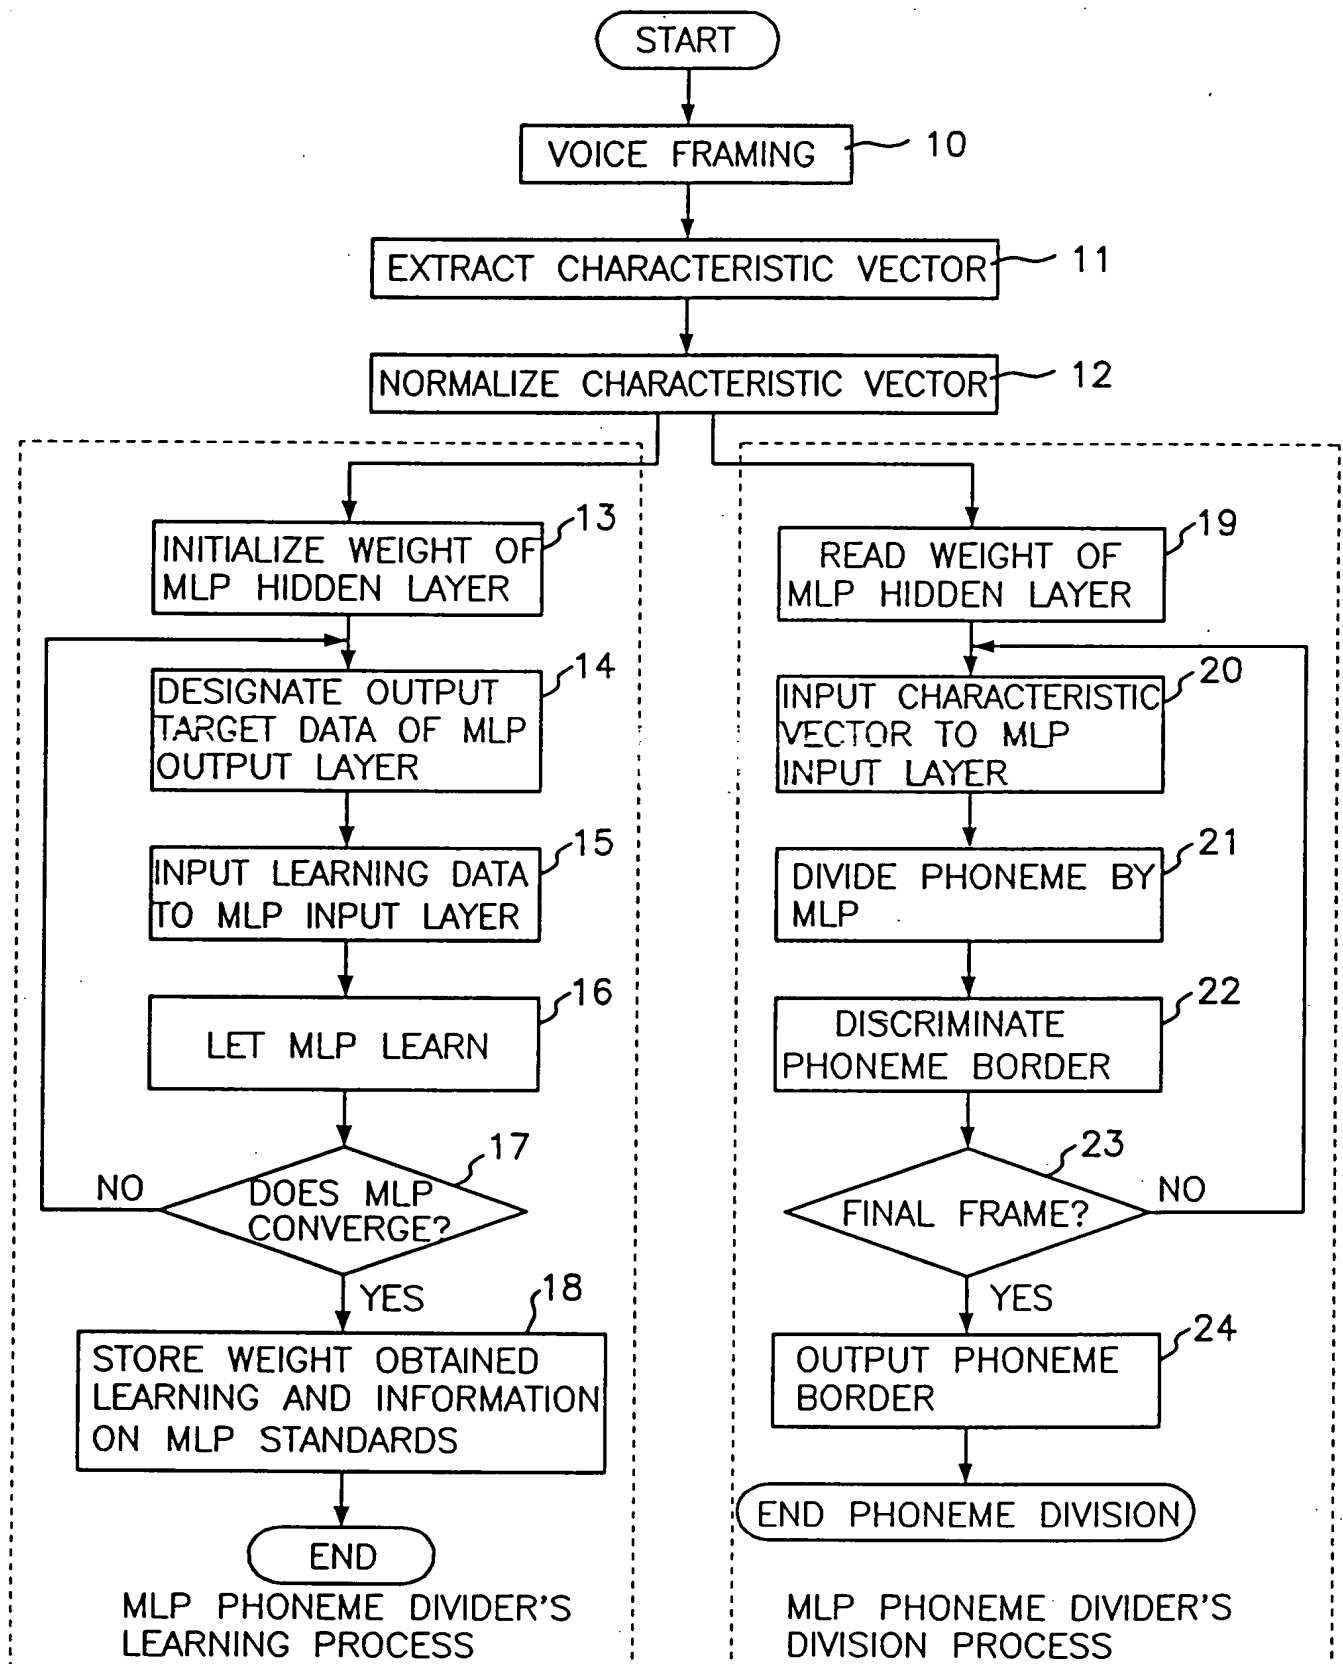 START
VOICE FRAMING
10
EXTRACT CHARACTERISTIC VECTOR
11
NORMALIZE CHARACTERISTIC VECTOR
12
13
INITIALIZE WEIGHT OF
MLP HIDDEN LAYER
14
DESIGNATE OUTPUT
TARGET DATA OF MLP
OUTPUT LAYER
15
INPUT LEARNING DATA
TO MLP INPUT LAYER
16
LET MLP LEARN
17
DOES MLP
CONVERGE?
NO
YES
18
STORE WEIGHT OBTAINED
LEARNING AND INFORMATION
ON MLP STANDARDS
END
MLP PHONEME DIVIDER'S
LEARNING PROCESS
19
READ WEIGHT OF
MLP HIDDEN LAYER
20
INPUT CHARACTERISTIC
VECTOR TO MLP
INPUT LAYER
21
DIVIDE PHONEME BY
MLP
22
DISCRIMINATE
PHONEME BORDER
23
FINAL FRAME?
NO
YES
24
OUTPUT PHONEME
BORDER
END PHONEME DIVISION
MLP PHONEME DIVIDER'S
DIVISION PROCESS